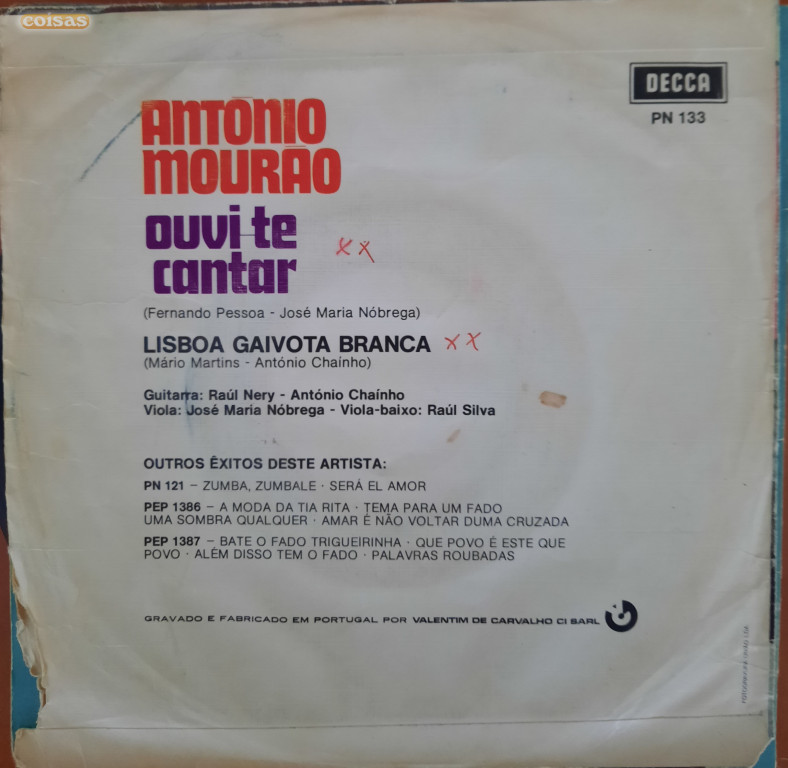 coisas
DECCA
PN 133
ANTÓNIO
MOURÃO
ouvi-te
cantar
xx
(Fernando Pessoa - José Maria Nóbrega)
LISBOA GAIVOTA BRANCA xx
(Mário Martins - António Chaínho)
Guitarra: Raúl Nery - António Chaínho
Viola: José Maria Nóbrega - Viola-baixo: Raúl Silva
OUTROS ÊXITOS DESTE ARTISTA:
PN 121 – ZUMBA, ZUMBALE · SERÁ EL AMOR
PEP 1386 – A MODA DA TIA RITA · TEMA PARA UM FADO
UMA SOMBRA QUALQUER · AMAR É NÃO VOLTAR DUMA CRUZADA
PEP 1387 – BATE O FADO TRIGUEIRINHA · QUE POVO É ESTE QUE
POVO · ALÉM DISSO TEM O FADO · PALAVRAS ROUBADAS
GRAVADO E FABRICADO EM PORTUGAL POR VALENTIM DE CARVALHO CI SARL